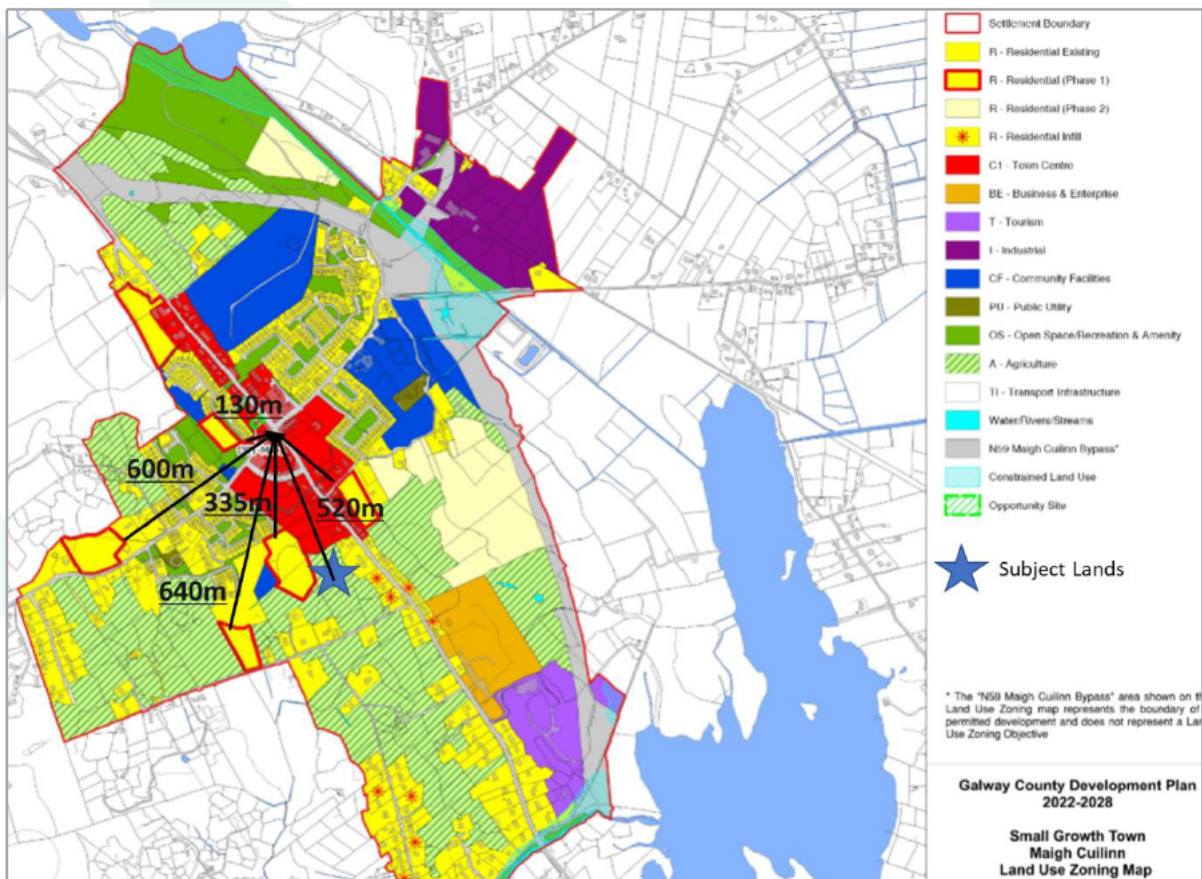 130m
600m
335m
520m
640m
Settlement Boundary
R - Residential Existing
R - Residential (Phase 1)
R - Residential (Phase 2)
R - Residential Infill
C1 - Town Centre
BE - Business & Enterprise
T - Tourism
I - Industrial
CF - Community Facilities
PU - Public Utility
OS - Open Space/Recreation & Amenity
A - Agriculture
TI - Transport Infrastructure
Water/Rivers/Streams
N59 Maigh Cuilinn Bypass*
Constrained Land Use
Opportunity Site
Subject Lands
* The "N59 Maigh Cuilinn Bypass" area shown on th
Land Use Zoning map represents the boundary of
permitted development and does not represent a Lan
Use Zoning Objective
Galway County Development Plan
2022-2028
Small Growth Town
Maigh Cuilinn
Land Use Zoning Map